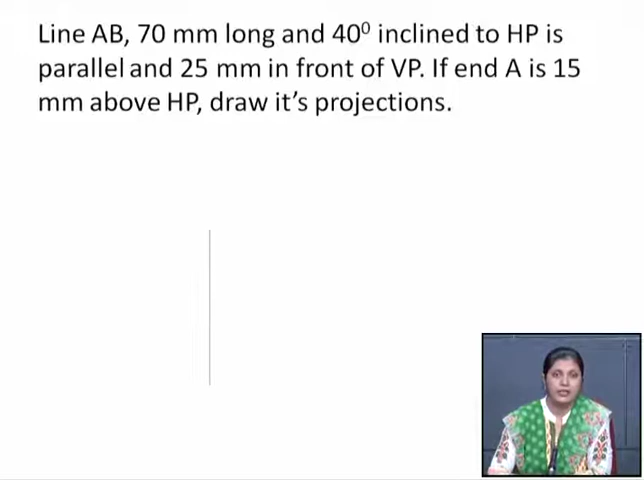 Line AB, 70 mm long and 40⁰ inclined to HP is
parallel and 25 mm in front of VP. If end A is 15
mm above HP, draw it’s projections.